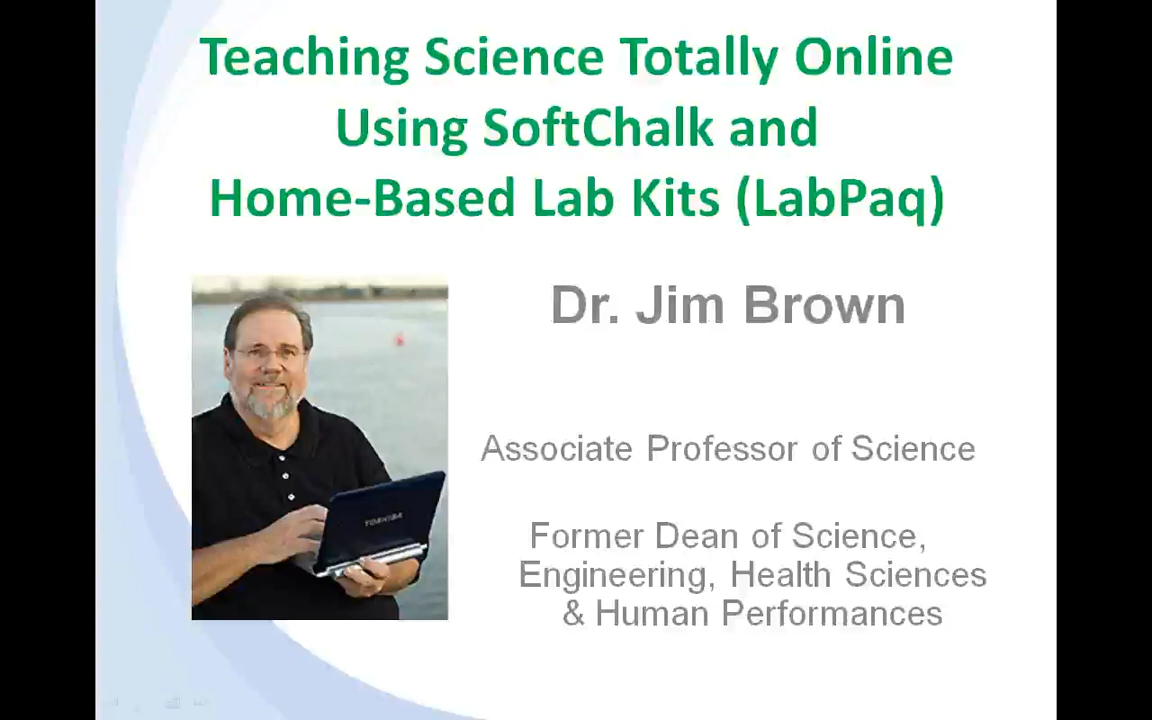 Teaching Science Totally Online
Using SoftChalk and
Home-Based Lab Kits (LabPaq)
Dr. Jim Brown
Associate Professor of Science
Former Dean of Science,
Engineering, Health Sciences
& Human Performances
TOSHIBA